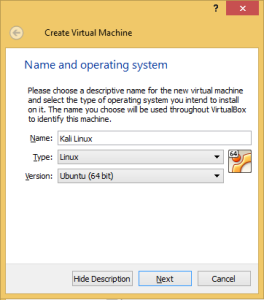 ?
Create Virtual Machine
Name and operating system
Please choose a descriptive name for the new virtual machine
and select the type of operating system you intend to install
on it. The name you choose will be used throughout VirtualBox
to identify this machine.
Name: Kali Linux
Type: Linux
64
Version: Ubuntu (64 bit)
Hide Description Next Cancel